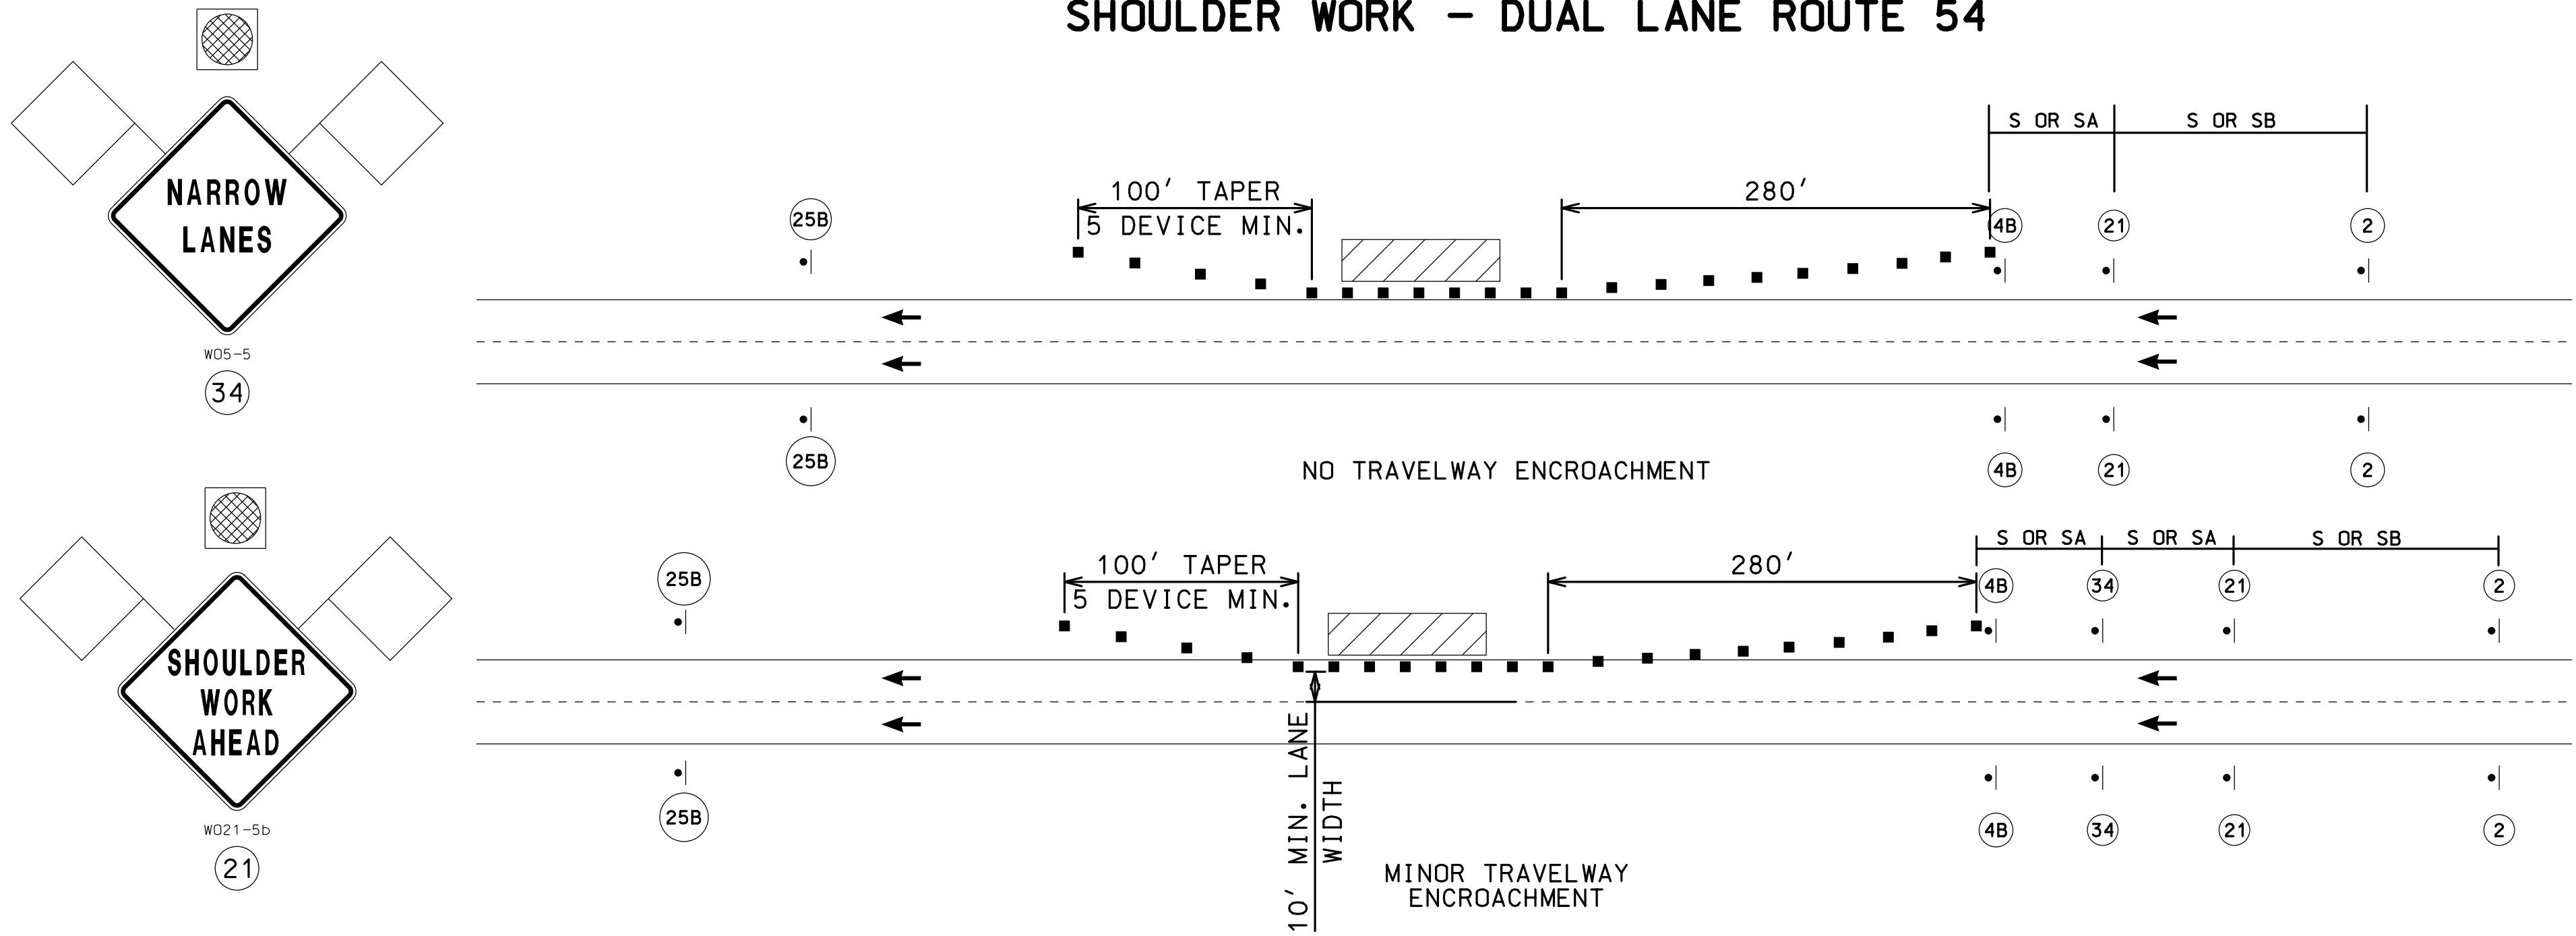 SHOULDER WORK - DUAL LANE ROUTE 54
NARROW
LANES
WO5-5
34
S OR SA
S OR SB
100' TAPER
5 DEVICE MIN.
280'
25B
4B
21
2
25B
4B
21
2
NO TRAVELWAY ENCROACHMENT
SHOULDER
WORK
AHEAD
WO21-5b
21
S OR SA
S OR SA
S OR SB
100' TAPER
5 DEVICE MIN.
280'
25B
4B
34
21
2
10' MIN. LANE
WIDTH
25B
4B
34
21
2
MINOR TRAVELWAY
ENCROACHMENT